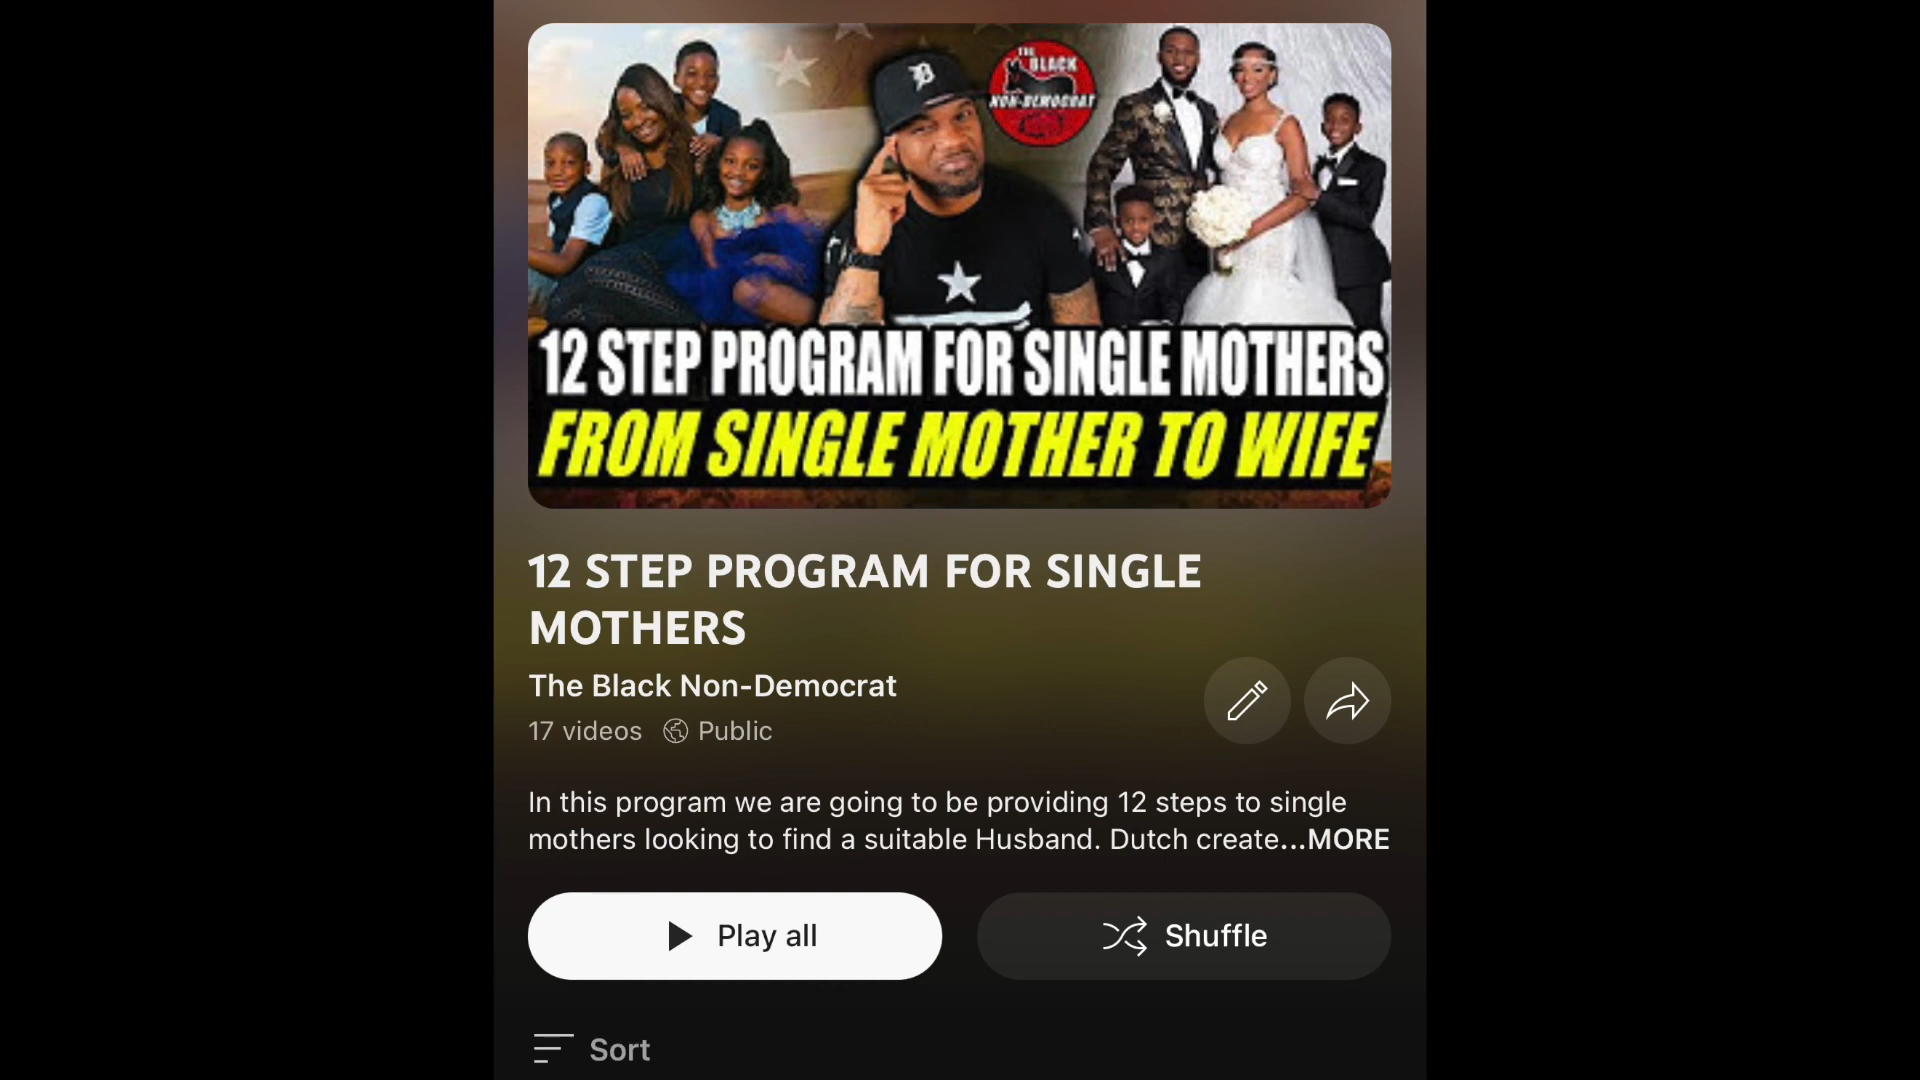 THE
BLACK
NON-DEMOCRAT
12 STEP PROGRAM FOR SINGLE MOTHERS
FROM SINGLE MOTHER TO WIFE
12 STEP PROGRAM FOR SINGLE
MOTHERS
The Black Non-Democrat
17 videos Public
In this program we are going to be providing 12 steps to single
mothers looking to find a suitable Husband. Dutch create...MORE
Play all
Shuffle
Sort